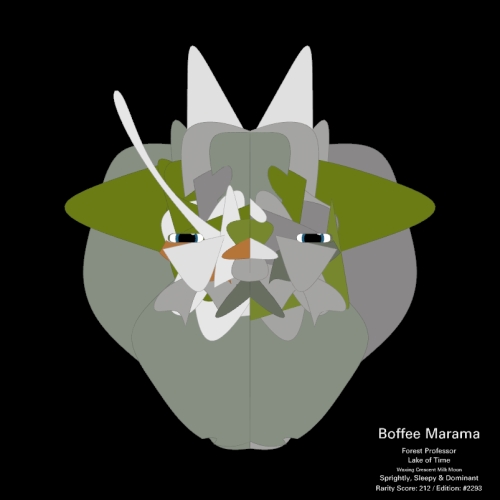 Boffee Marama
Forest Professor
Lake of Time
Waxing Crescent Milk Moon
Sprightly, Sleepy & Dominant
Rarity Score: 212 / Edition: #2293